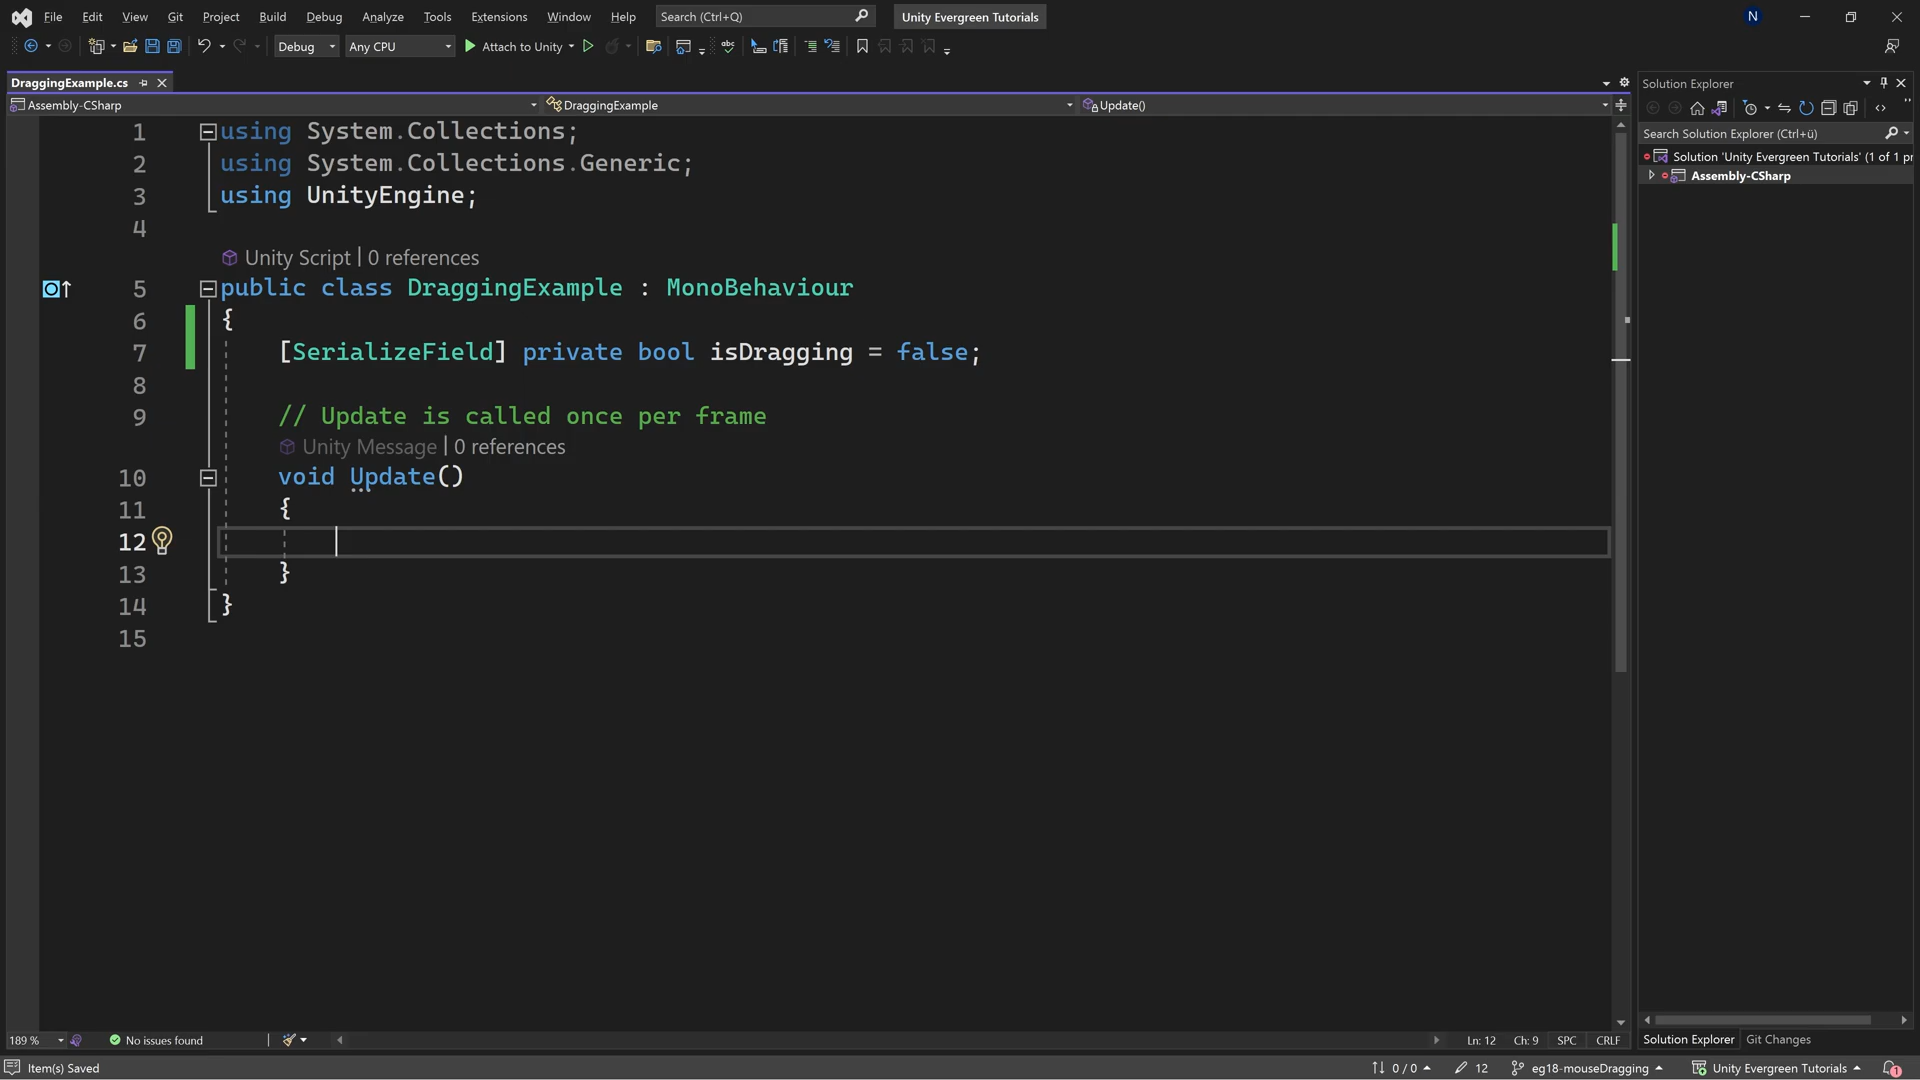 File Edit View Git Project Build Debug Analyze Tools Extensions Window Help Search (Ctrl+Q) Unity Evergreen Tutorials N
Debug Any CPU Attach to Unity
DraggingExample.cs
Assembly-CSharp DraggingExample Update()
1 using System.Collections;
2 using System.Collections.Generic;
3 using UnityEngine;
4
Unity Script | 0 references
5 public class DraggingExample : MonoBehaviour
6 {
7 [SerializeField] private bool isDragging = false;
8
9 // Update is called once per frame
Unity Message | 0 references
10 void Update()
11 {
12
13 }
14 }
15
Solution Explorer
Search Solution Explorer (Ctrl+ü)
Solution 'Unity Evergreen Tutorials' (1 of 1 pr
Assembly-CSharp
189 % No issues found Ln: 12 Ch: 9 SPC CRLF
Solution Explorer Git Changes
Item(s) Saved 0 / 0 12 eg18-mouseDragging Unity Evergreen Tutorials 1